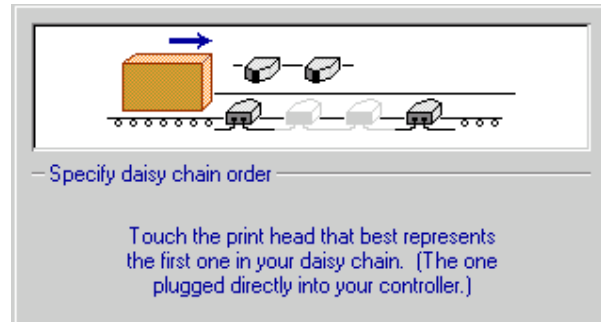 Specify daisy chain order
Touch the print head that best represents
the first one in your daisy chain.  (The one
plugged directly into your controller.)